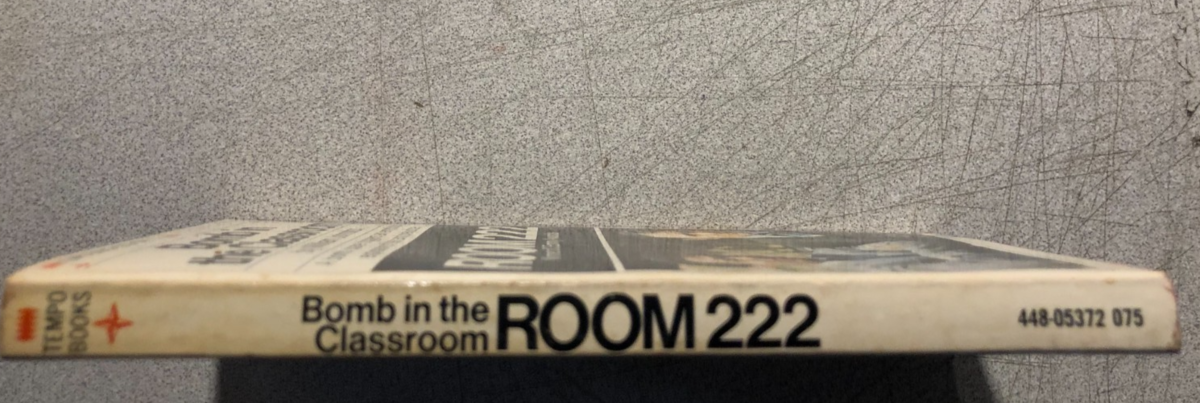 TEMPO
BOOKS
Bomb in the
Classroom
ROOM 222
448-05372 075